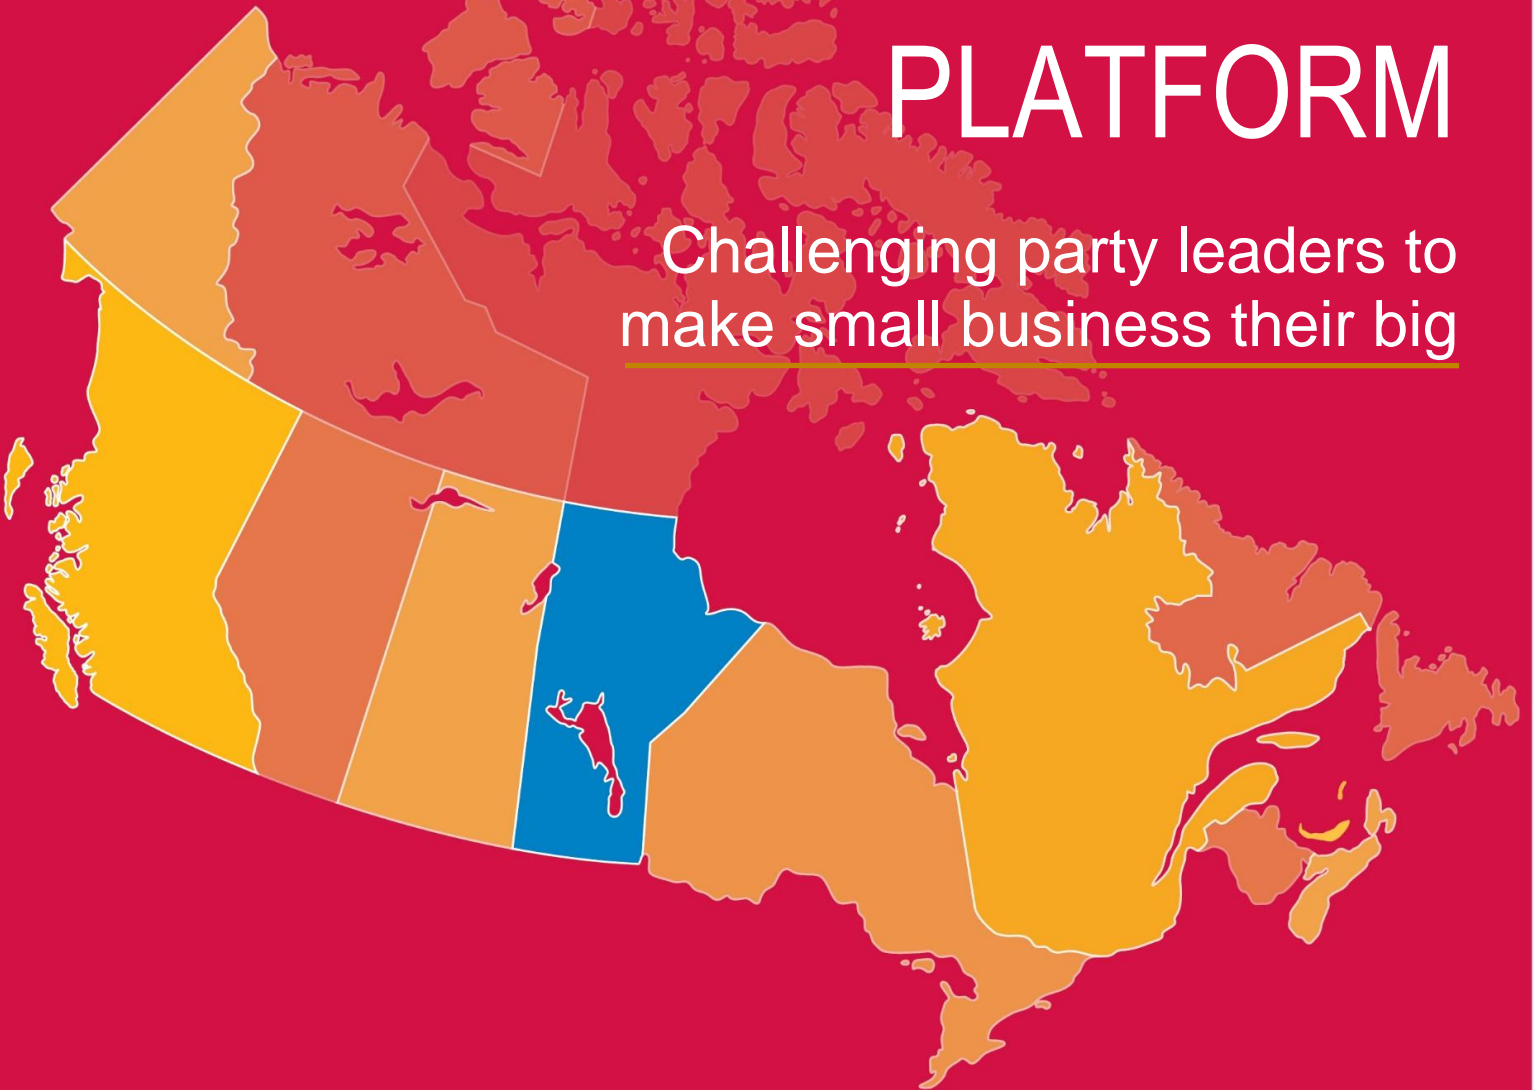 PLATFORM
Challenging party leaders to
make small business their big